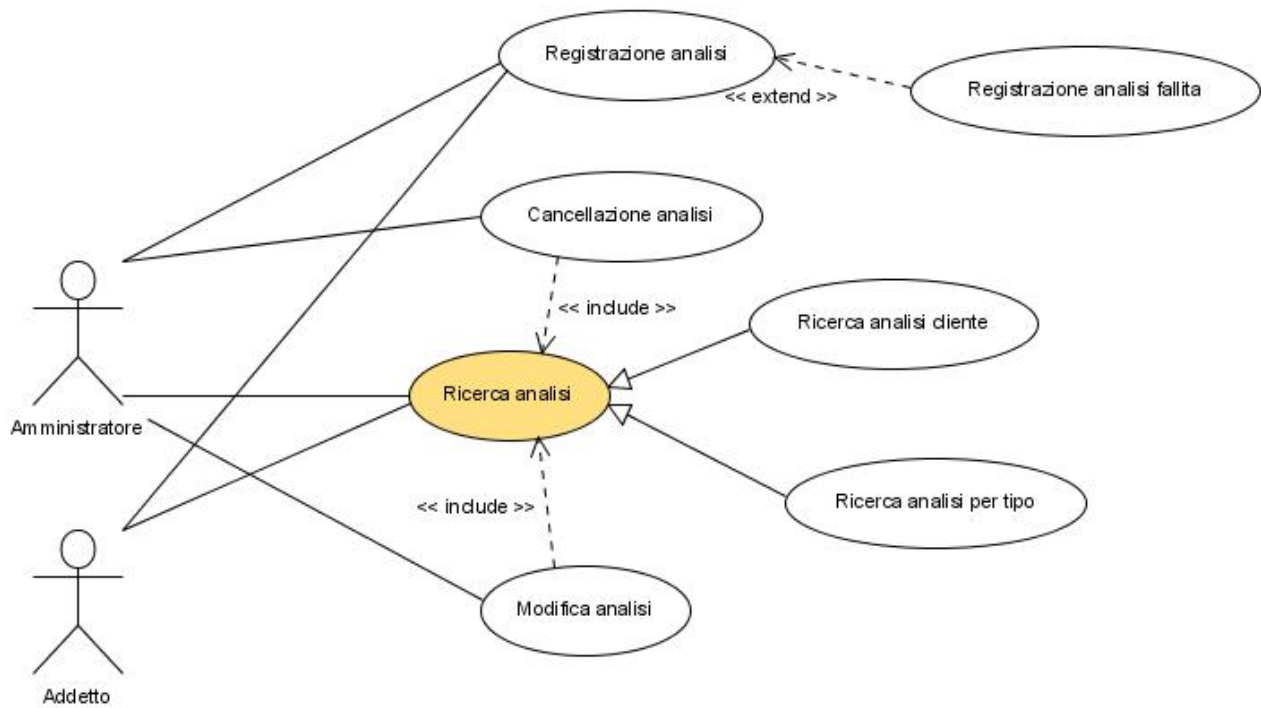 Registrazione analisi
<< extend >>
Registrazione analisi fallita
Cancellazione analisi
<< include >>
Ricerca analisi cliente
Ricerca analisi
Amministratore
Ricerca analisi per tipo
<< include >>
Modifica analisi
Addetto